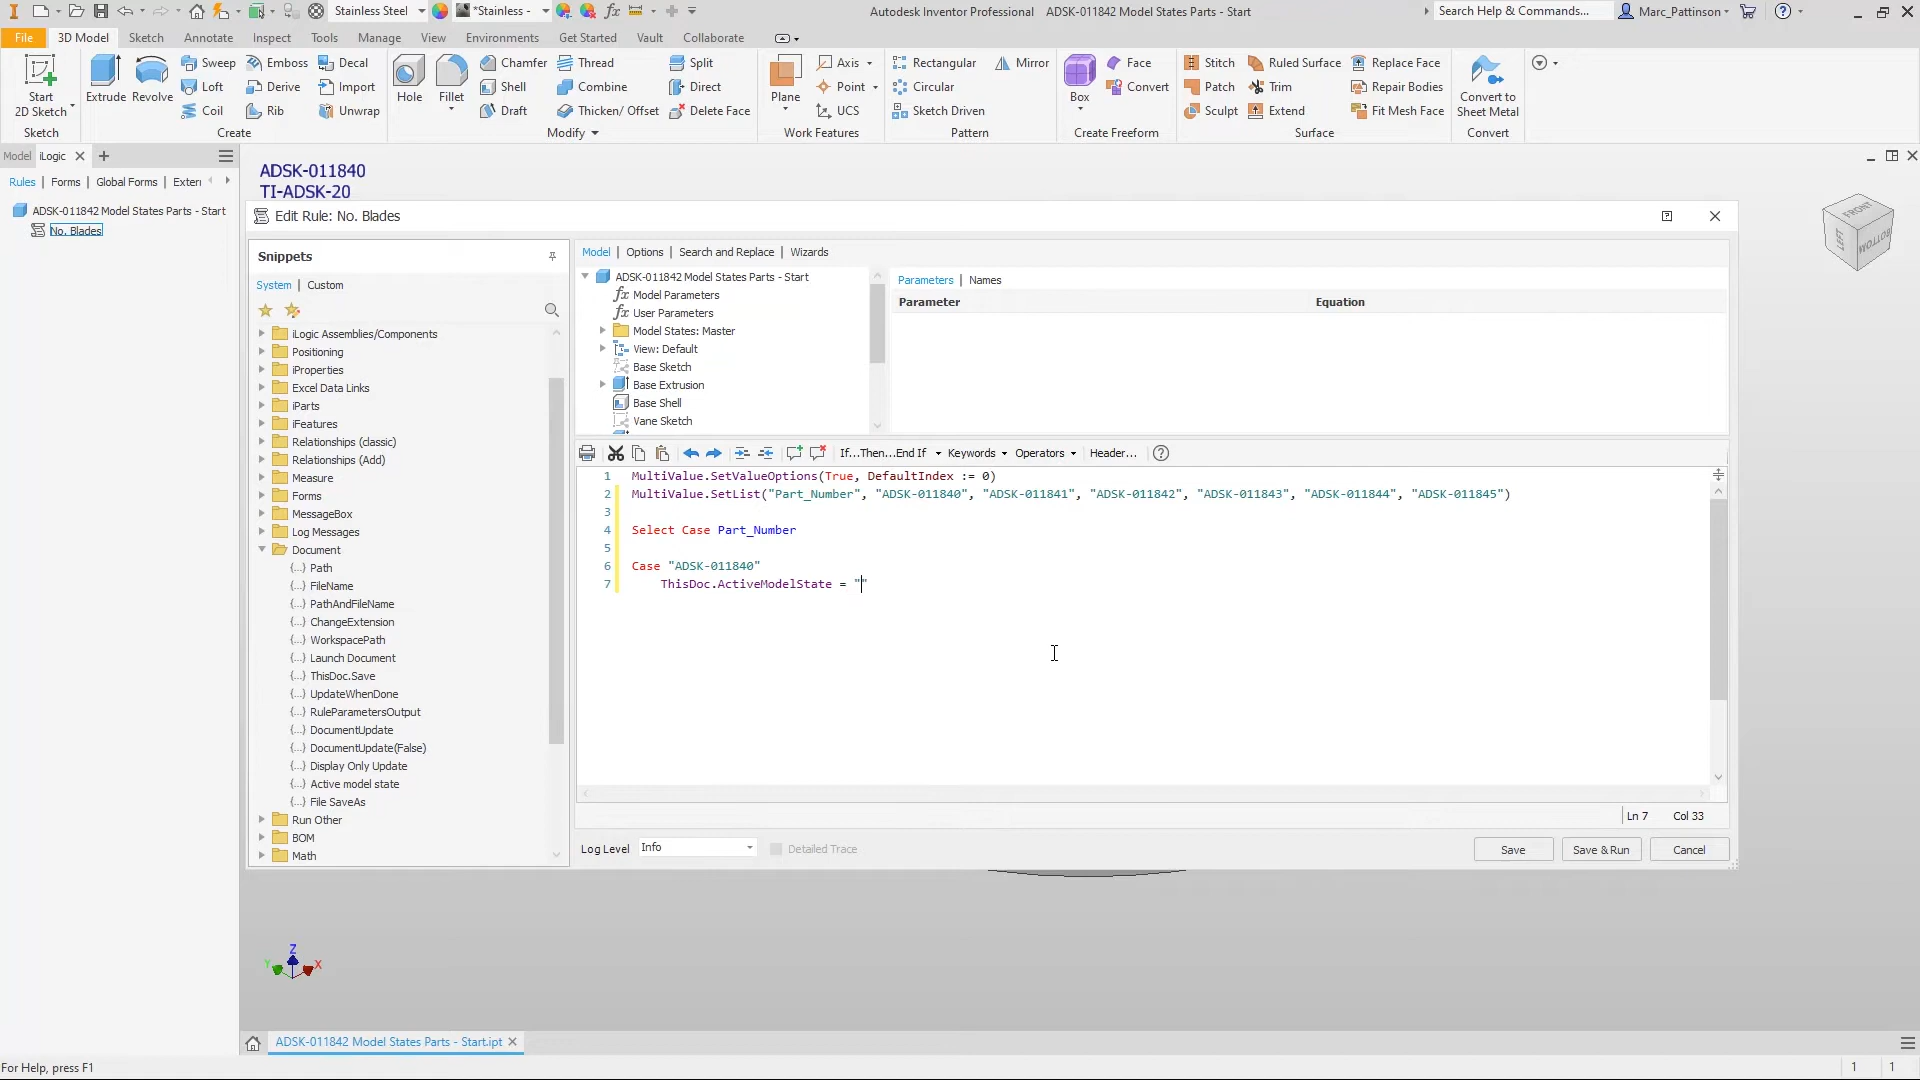 Stainless Steel
*Stainless -
Autodesk Inventor Professional   ADSK-011842 Model States Parts - Start
Search Help & Commands...
Marc_Pattinson
File
3D Model
Sketch
Annotate
Inspect
Tools
Manage
View
Environments
Get Started
Vault
Collaborate
Start
2D Sketch
Sketch
Extrude
Revolve
Sweep
Loft
Coil
Emboss
Derive
Rib
Decal
Import
Unwrap
Create
Hole
Fillet
Chamfer
Shell
Draft
Thread
Combine
Thicken/ Offset
Split
Direct
Delete Face
Modify
Plane
Axis
Point
UCS
Work Features
Rectangular
Circular
Sketch Driven
Mirror
Pattern
Box
Face
Convert
Create Freeform
Stitch
Patch
Sculpt
Ruled Surface
Trim
Extend
Replace Face
Repair Bodies
Fit Mesh Face
Surface
Convert to
Sheet Metal
Convert
Model
iLogic
Rules | Forms | Global Forms | Exter
ADSK-011842 Model States Parts - Start
No. Blades
ADSK-011840
TI-ADSK-20
FRONT
LEFT
BOTTOM
Edit Rule: No. Blades
Snippets
System | Custom
iLogic Assemblies/Components
Positioning
iProperties
Excel Data Links
iParts
iFeatures
Relationships (classic)
Relationships (Add)
Measure
Forms
MessageBox
Log Messages
Document
{...} Path
{...} FileName
{...} PathAndFileName
{...} ChangeExtension
{...} WorkspacePath
{...} Launch Document
{...} ThisDoc.Save
{...} UpdateWhenDone
{...} RuleParametersOutput
{...} DocumentUpdate
{...} DocumentUpdate(False)
{...} Display Only Update
{...} Active model state
{...} File SaveAs
Run Other
BOM
Math
Model | Options | Search and Replace | Wizards
ADSK-011842 Model States Parts - Start
fx Model Parameters
fx User Parameters
Model States: Master
View: Default
Base Sketch
Base Extrusion
Base Shell
Vane Sketch
Parameters | Names
Parameter
Equation
If...Then...End If
Keywords
Operators
Header...
1 MultiValue.SetValueOptions(True, DefaultIndex := 0)
2 MultiValue.SetList("Part_Number", "ADSK-011840", "ADSK-011841", "ADSK-011842", "ADSK-011843", "ADSK-011844", "ADSK-011845")
3
4 Select Case Part_Number
5
6 Case "ADSK-011840"
7     ThisDoc.ActiveModelState = ""
Ln 7
Col 33
Log Level
Info
Detailed Trace
Save
Save & Run
Cancel
Z
Y
X
ADSK-011842 Model States Parts - Start.ipt
For Help, press F1
1
1